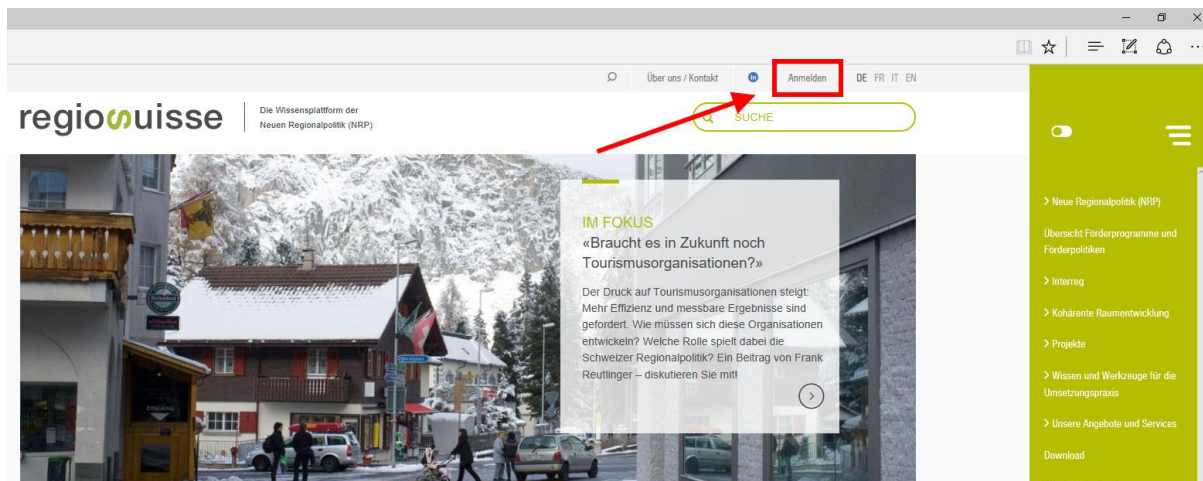 Über uns / Kontakt
in
Anmelden
DE FR IT EN
regiosuisse
Die Wissensplattform der
Neuen Regionalpolitik (NRP)
SUCHE
IM FOKUS
«Braucht es in Zukunft noch
Tourismusorganisationen?»
Der Druck auf Tourismusorganisationen steigt:
Mehr Effizienz und messbare Ergebnisse sind
gefordert. Wie müssen sich diese Organisationen
entwickeln? Welche Rolle spielt dabei die
Schweizer Regionalpolitik? Ein Beitrag von Frank
Reutlinger – diskutieren Sie mit!
EINGANG
> Neue Regionalpolitik (NRP)
Übersicht Förderprogramme und
Förderpolitiken
> Interreg
> Kohärente Raumentwicklung
> Projekte
> Wissen und Werkzeuge für die
Umsetzungspraxis
> Unsere Angebote und Services
Download